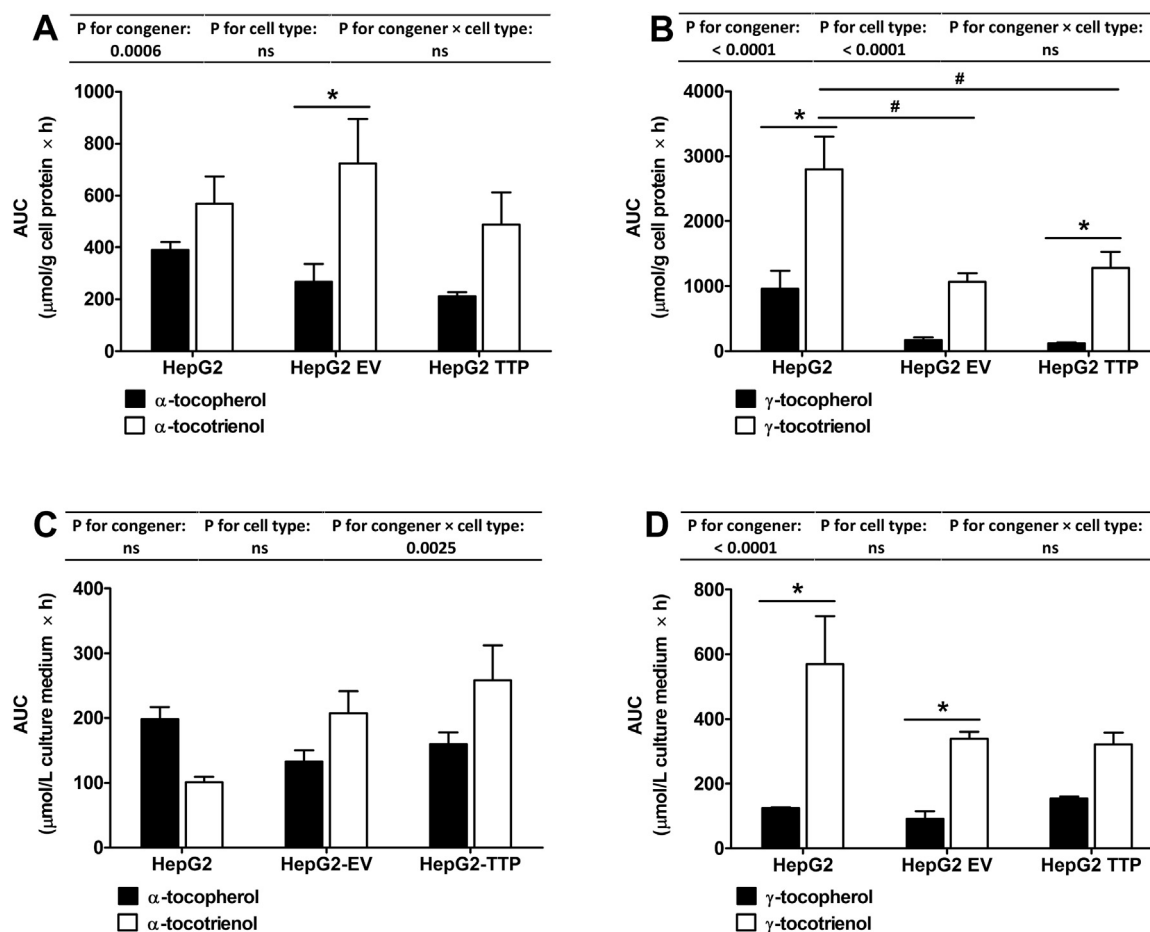 A
P for congener: P for cell type: P for congener × cell type:
0.0006 ns ns
1000
800
600
400
200
0
AUC
(μmol/g cell protein × h)
*
HepG2 HepG2 EV HepG2 TTP
α-tocopherol
α-tocotrienol
B
P for congener: P for cell type: P for congener × cell type:
< 0.0001 < 0.0001 ns
4000
3000
2000
1000
0
AUC
(μmol/g cell protein × h)
#
#
*
*
HepG2 HepG2 EV HepG2 TTP
γ-tocopherol
γ-tocotrienol
C
P for congener: P for cell type: P for congener × cell type:
ns ns 0.0025
400
300
200
100
0
AUC
(μmol/L culture medium × h)
HepG2 HepG2-EV HepG2-TTP
α-tocopherol
α-tocotrienol
D
P for congener: P for cell type: P for congener × cell type:
< 0.0001 ns ns
800
600
400
200
0
AUC
(μmol/L culture medium × h)
*
*
HepG2 HepG2 EV HepG2 TTP
γ-tocopherol
γ-tocotrienol